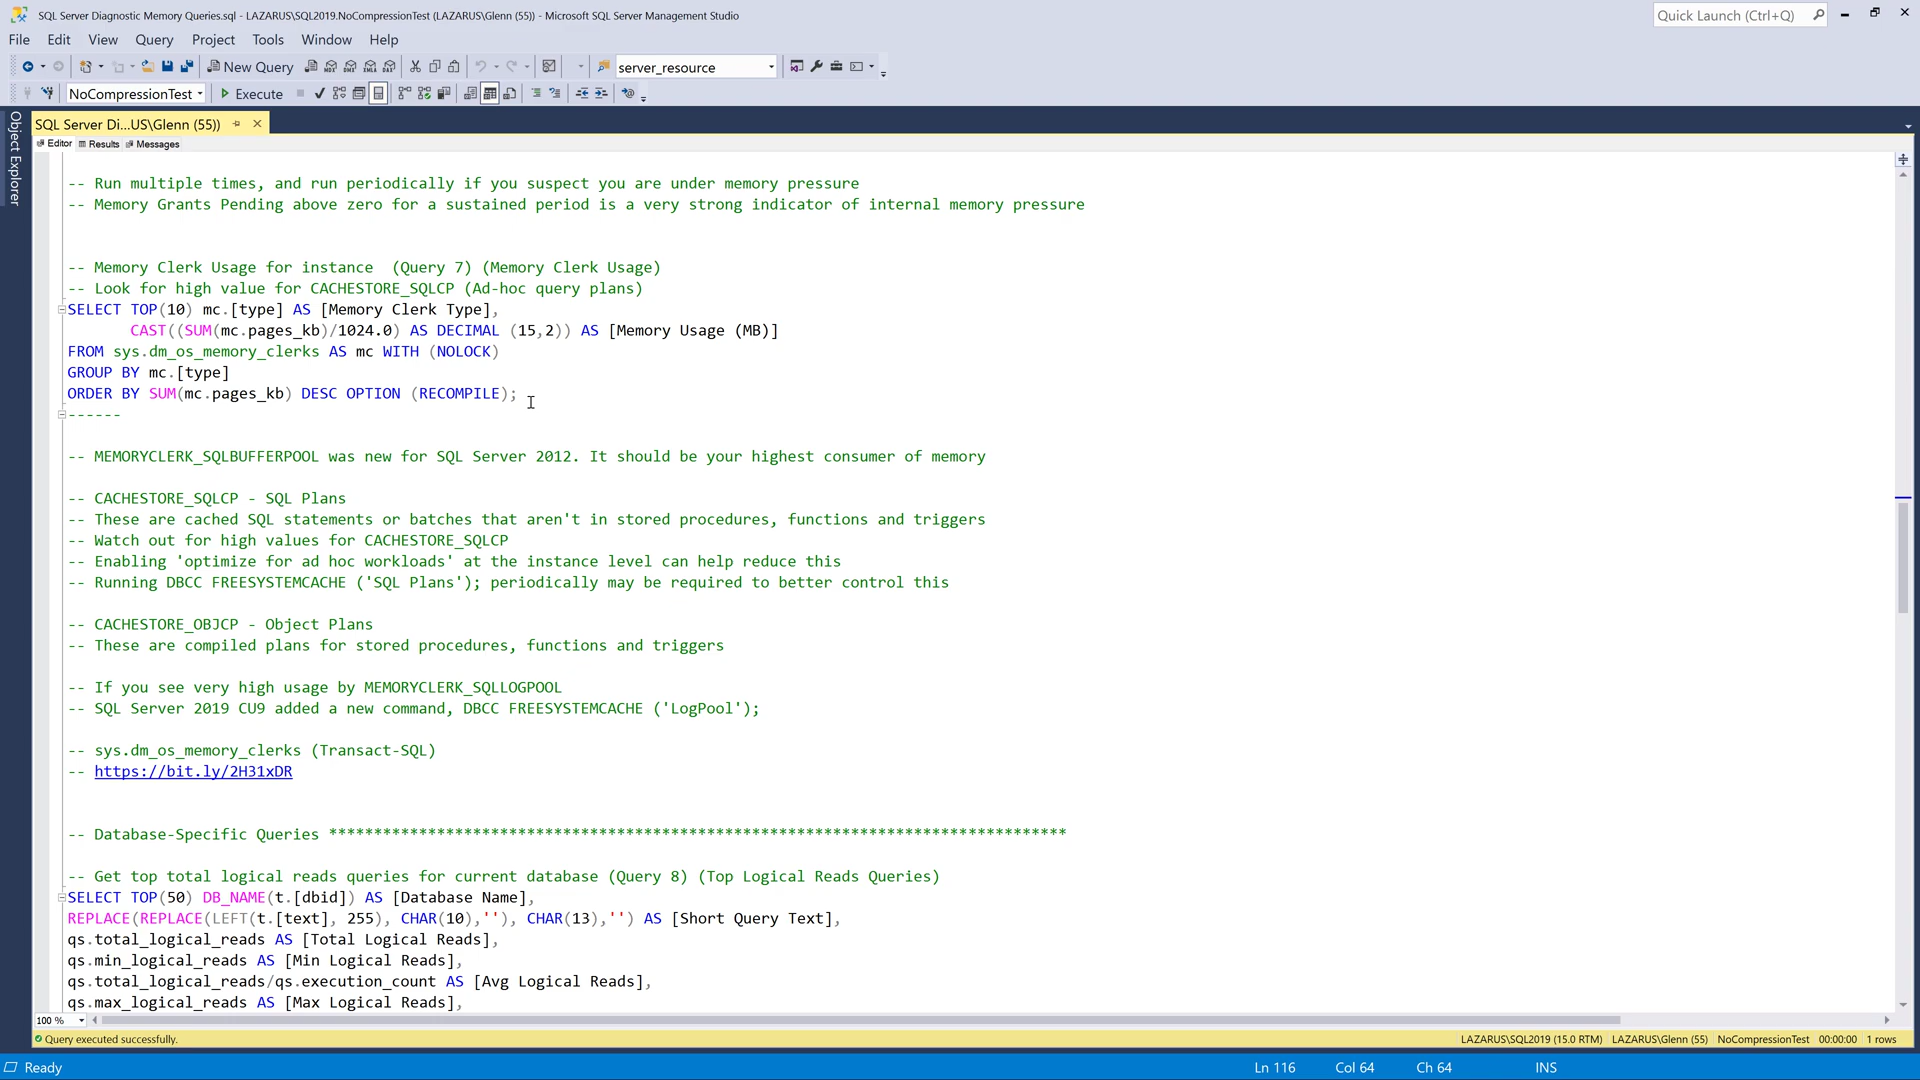 SQL Server Diagnostic Memory Queries.sql - LAZARUS\SQL2019.NoCompressionTest (LAZARUS\Glenn (55)) - Microsoft SQL Server Management Studio
Quick Launch (Ctrl+Q)
File Edit View Query Project Tools Window Help
New Query
MDX DMX XMLA DAX
server_resource
NoCompressionTest
Execute
Object Explorer
SQL Server Di...US\Glenn (55))
Editor Results Messages
-- Run multiple times, and run periodically if you suspect you are under memory pressure
-- Memory Grants Pending above zero for a sustained period is a very strong indicator of internal memory pressure
-- Memory Clerk Usage for instance  (Query 7) (Memory Clerk Usage)
-- Look for high value for CACHESTORE_SQLCP (Ad-hoc query plans)
SELECT TOP(10) mc.[type] AS [Memory Clerk Type],
CAST((SUM(mc.pages_kb)/1024.0) AS DECIMAL (15,2)) AS [Memory Usage (MB)]
FROM sys.dm_os_memory_clerks AS mc WITH (NOLOCK)
GROUP BY mc.[type]
ORDER BY SUM(mc.pages_kb) DESC OPTION (RECOMPILE);
------
-- MEMORYCLERK_SQLBUFFERPOOL was new for SQL Server 2012. It should be your highest consumer of memory
-- CACHESTORE_SQLCP - SQL Plans
-- These are cached SQL statements or batches that aren't in stored procedures, functions and triggers
-- Watch out for high values for CACHESTORE_SQLCP
-- Enabling 'optimize for ad hoc workloads' at the instance level can help reduce this
-- Running DBCC FREESYSTEMCACHE ('SQL Plans'); periodically may be required to better control this
-- CACHESTORE_OBJCP - Object Plans
-- These are compiled plans for stored procedures, functions and triggers
-- If you see very high usage by MEMORYCLERK_SQLLOGPOOL
-- SQL Server 2019 CU9 added a new command, DBCC FREESYSTEMCACHE ('LogPool');
-- sys.dm_os_memory_clerks (Transact-SQL)
-- https://bit.ly/2H31xDR
-- Database-Specific Queries **********************************************************************************
-- Get top total logical reads queries for current database (Query 8) (Top Logical Reads Queries)
SELECT TOP(50) DB_NAME(t.[dbid]) AS [Database Name],
REPLACE(REPLACE(LEFT(t.[text], 255), CHAR(10),''), CHAR(13),'') AS [Short Query Text],
qs.total_logical_reads AS [Total Logical Reads],
qs.min_logical_reads AS [Min Logical Reads],
qs.total_logical_reads/qs.execution_count AS [Avg Logical Reads],
qs.max_logical_reads AS [Max Logical Reads],
100 %
Query executed successfully.
LAZARUS\SQL2019 (15.0 RTM) LAZARUS\Glenn (55) NoCompressionTest 00:00:00 1 rows
Ready
Ln 116 Col 64 Ch 64 INS